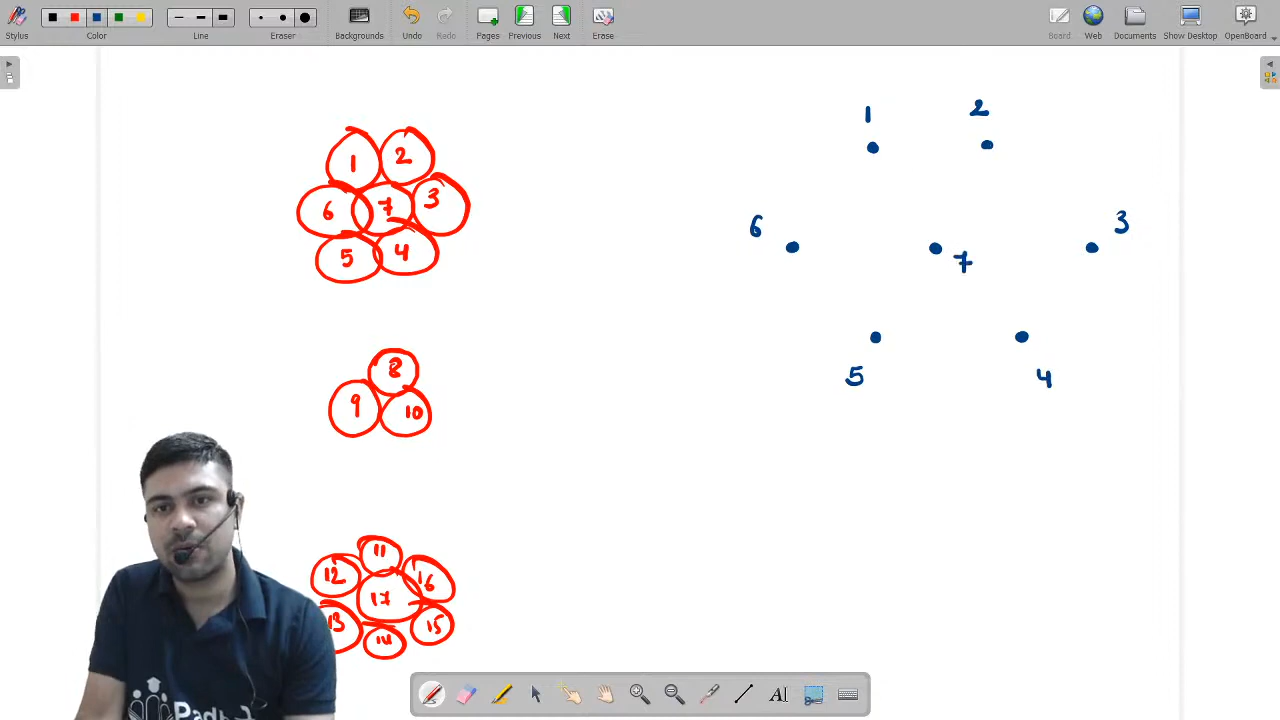 Stylus
Color
Line
Eraser
Backgrounds
Undo
Redo
Pages
Previous
Next
Erase
Board
Web
Documents
Show Desktop
OpenBoard
1 2
6 7 3
5 4
8
9 10
11
12 16
17
13 15
14
1 2
6 3
7
5 4
AI